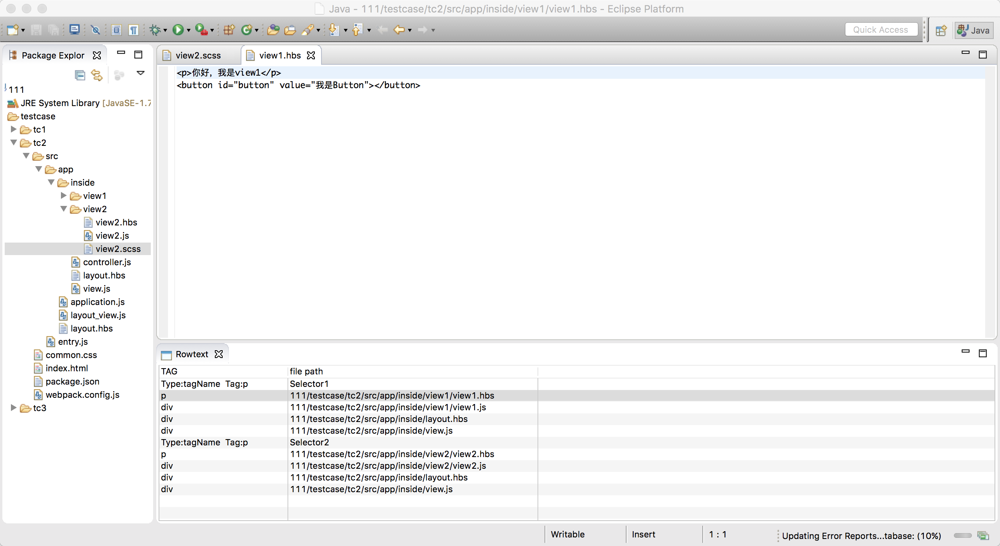 Java - 111/testcase/tc2/src/app/inside/view1/view1.hbs - Eclipse Platform
Quick Access
Java
Package Explor
111
JRE System Library [JavaSE-1.7
testcase
tc1
tc2
src
app
inside
view1
view2
view2.hbs
view2.js
view2.scss
controller.js
layout.hbs
view.js
application.js
layout_view.js
layout.hbs
entry.js
common.css
index.html
package.json
webpack.config.js
tc3
view2.scss
view1.hbs
<p>你好，我是view1</p>
<button id="button" value="我是Button"></button>
Rowtext
TAG file path
Type:tagName Tag:p Selector1
p 111/testcase/tc2/src/app/inside/view1/view1.hbs
div 111/testcase/tc2/src/app/inside/view1/view1.js
div 111/testcase/tc2/src/app/inside/layout.hbs
div 111/testcase/tc2/src/app/inside/view.js
Type:tagName Tag:p Selector2
p 111/testcase/tc2/src/app/inside/view2/view2.hbs
div 111/testcase/tc2/src/app/inside/view2/view2.js
div 111/testcase/tc2/src/app/inside/layout.hbs
div 111/testcase/tc2/src/app/inside/view.js
Writable
Insert
1 : 1
Updating Error Reports...tabase: (10%)